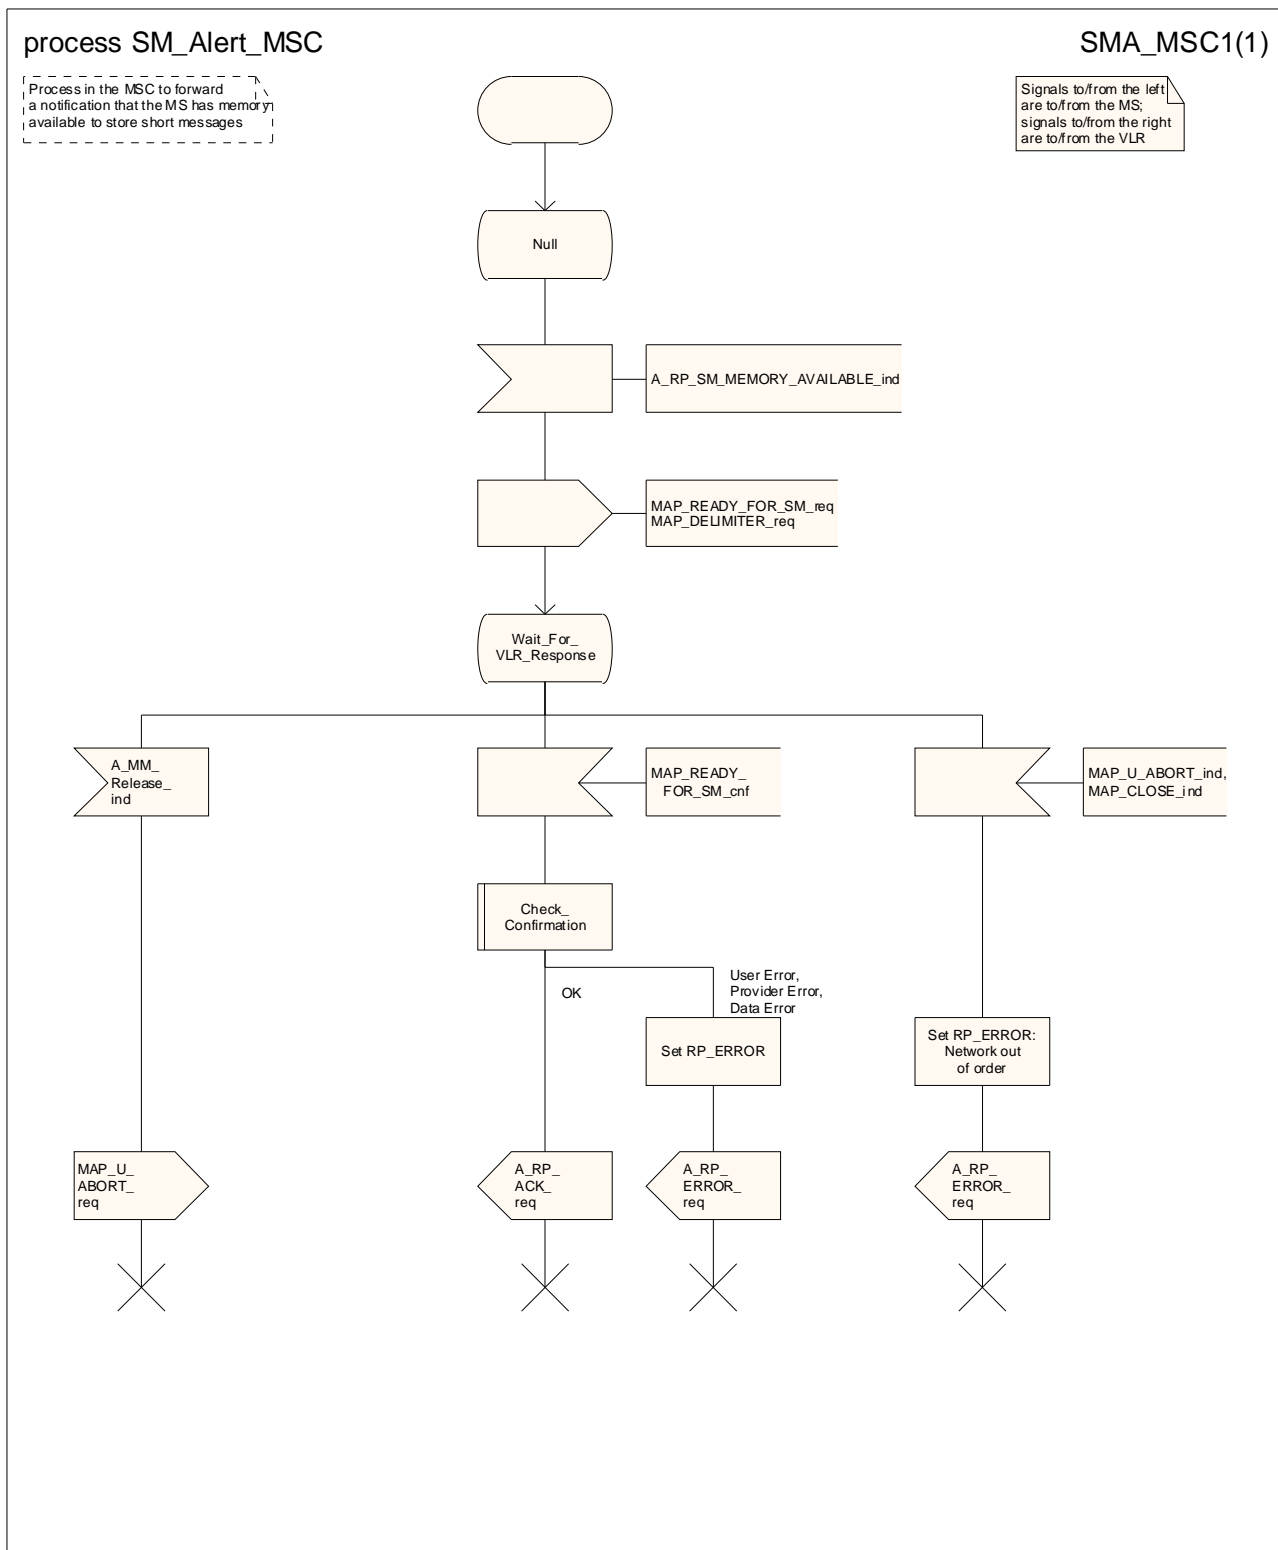 process SM_Alert_MSC
SMA_MSC1(1)
Process in the MSC to forward
a notification that the MS has memory
available to store short messages
Signals to/from the left
are to/from the MS;
signals to/from the right
are to/from the VLR
Null
A_RP_SM_MEMORY_AVAILABLE_ind
MAP_READY_FOR_SM_req
MAP_DELIMITER_req
Wait_For_
VLR_Response
A_MM_
Release_
ind
MAP_READY_
FOR_SM_cnf
MAP_U_ABORT_ind,
MAP_CLOSE_ind
Check_
Confirmation
OK
User Error,
Provider Error,
Data Error
Set RP_ERROR
Set RP_ERROR:
Network out
of order
MAP_U_
ABORT_
req
A_RP_
ACK_
req
A_RP_
ERROR_
req
A_RP_
ERROR_
req